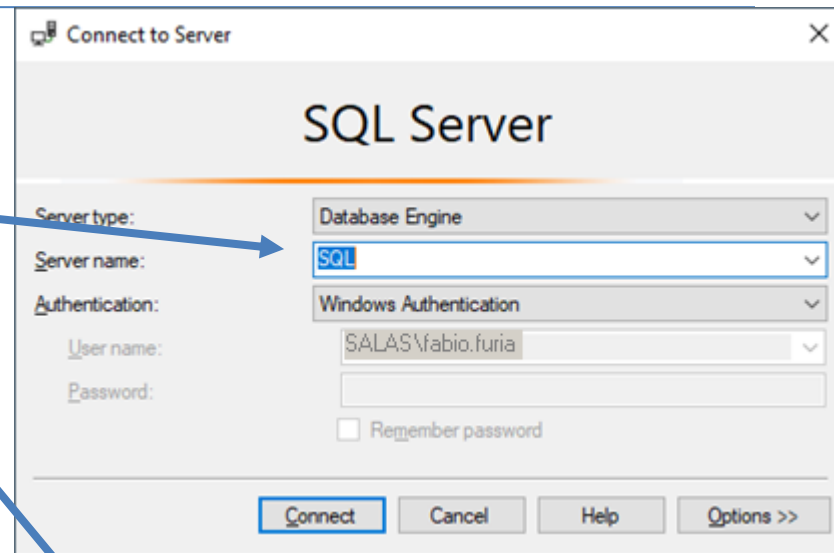 Connect to Server
SQL Server
Server type: Database Engine
Server name: SQL
Authentication: Windows Authentication
User name: SALAS\fabio.furia
Password:
Remember password
Connect Cancel Help Options >>